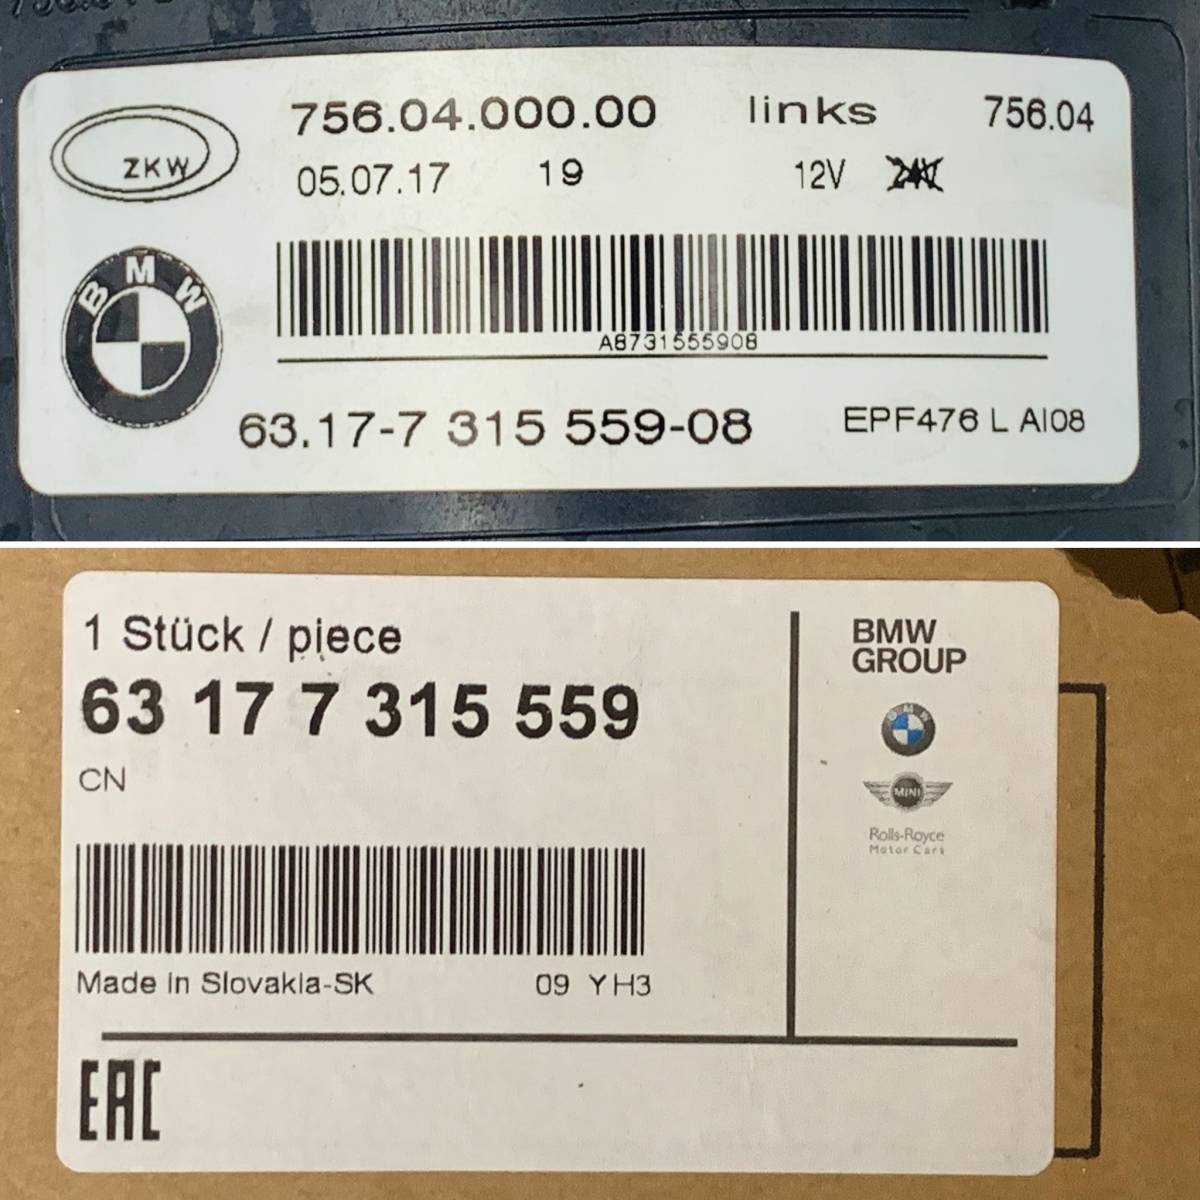 756.04.000.00 links 756.04
ZKW
05.07.17 19 12V
BMW
A8731555908
63.17-7 315 559-08 EPF476 L AI08
1 Stück / piece
63 17 7 315 559
CN
Made in Slovakia-SK 09 YH3
EAC
BMW
GROUP
BMW
MINI
Rolls-Royce
Motor Cars